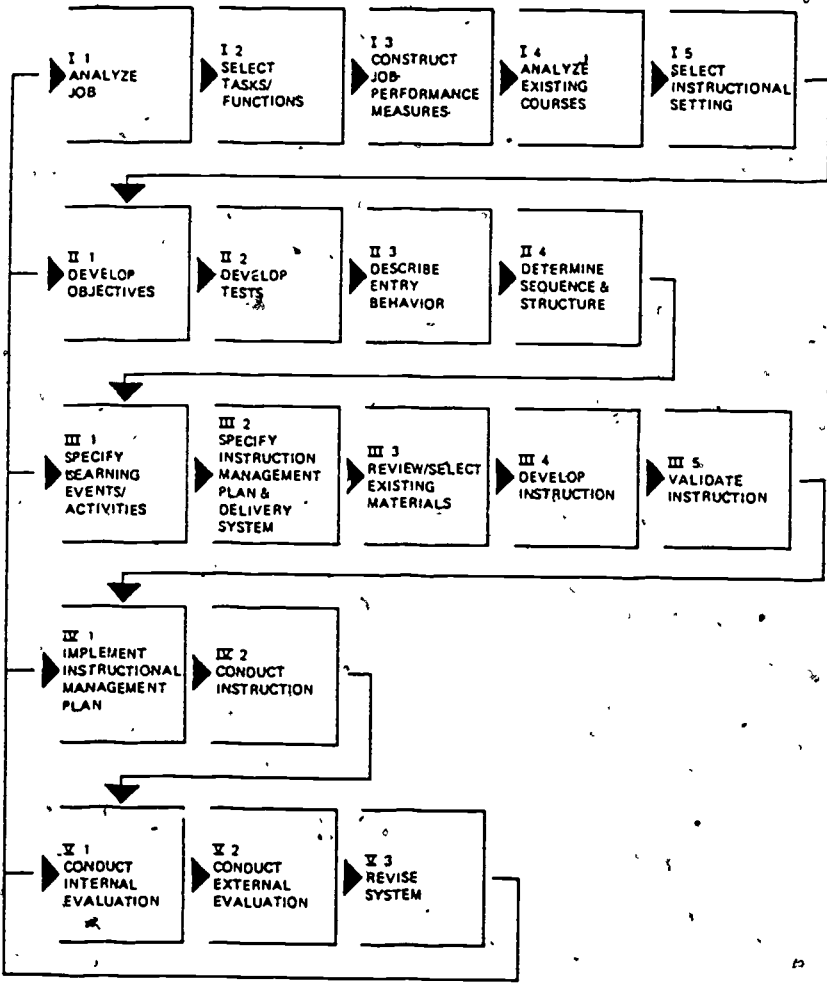 I 1
ANALYZE
JOB
I 2
SELECT
TASKS/
FUNCTIONS
I 3
CONSTRUCT
JOB
PERFORMANCE
MEASURES
I 4
ANALYZE
EXISTING
COURSES
I 5
SELECT
INSTRUCTIONAL
SETTING
II 1
DEVELOP
OBJECTIVES
II 2
DEVELOP
TESTS
II 3
DESCRIBE
ENTRY
BEHAVIOR
II 4
DETERMINE
SEQUENCE &
STRUCTURE
III 1
SPECIFY
LEARNING
EVENTS/
ACTIVITIES
III 2
SPECIFY
INSTRUCTION
MANAGEMENT
PLAN &
DELIVERY
SYSTEM
III 3
REVIEW/SELECT
EXISTING
MATERIALS
III 4
DEVELOP
INSTRUCTION
III 5
VALIDATE
INSTRUCTION
IV 1
IMPLEMENT
INSTRUCTIONAL
MANAGEMENT
PLAN
IV 2
CONDUCT
INSTRUCTION
V 1
CONDUCT
INTERNAL
EVALUATION
V 2
CONDUCT
EXTERNAL
EVALUATION
V 3
REVISE
SYSTEM